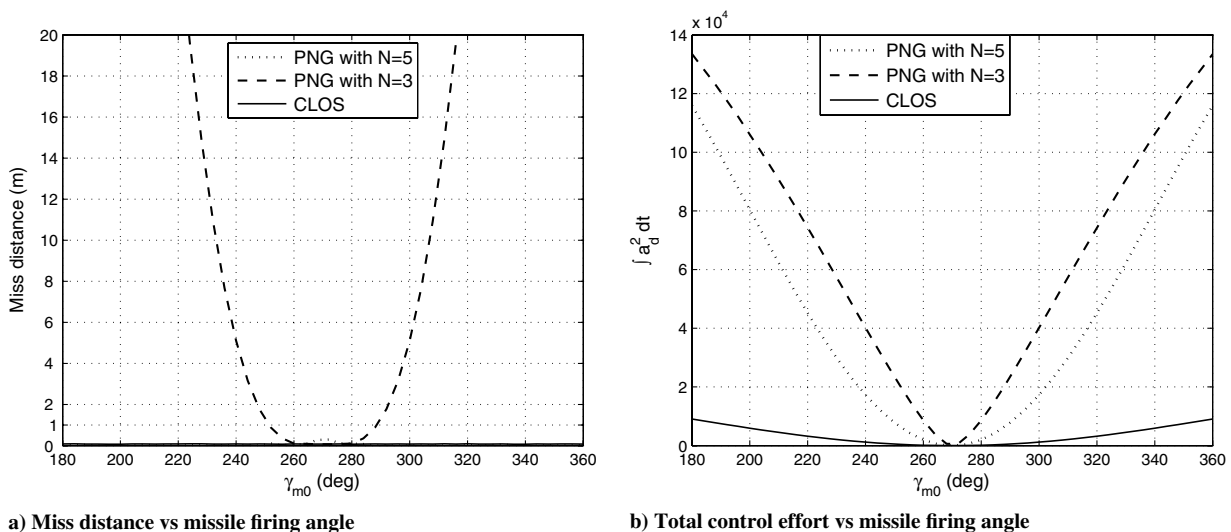 20
18
16
14
12
10
8
6
4
2
1
0
Miss distance (m)
PNG with N=5
PNG with N=3
CLOS
180 200 220 240 260 280 300 320 340 360
γm0 (deg)
a) Miss distance vs missile firing angle
x 10^4
14
12
10
8
6
4
2
0
∫ a_d^2 dt
PNG with N=5
PNG with N=3
CLOS
180 200 220 240 260 280 300 320 340 360
γm0 (deg)
b) Total control effort vs missile firing angle